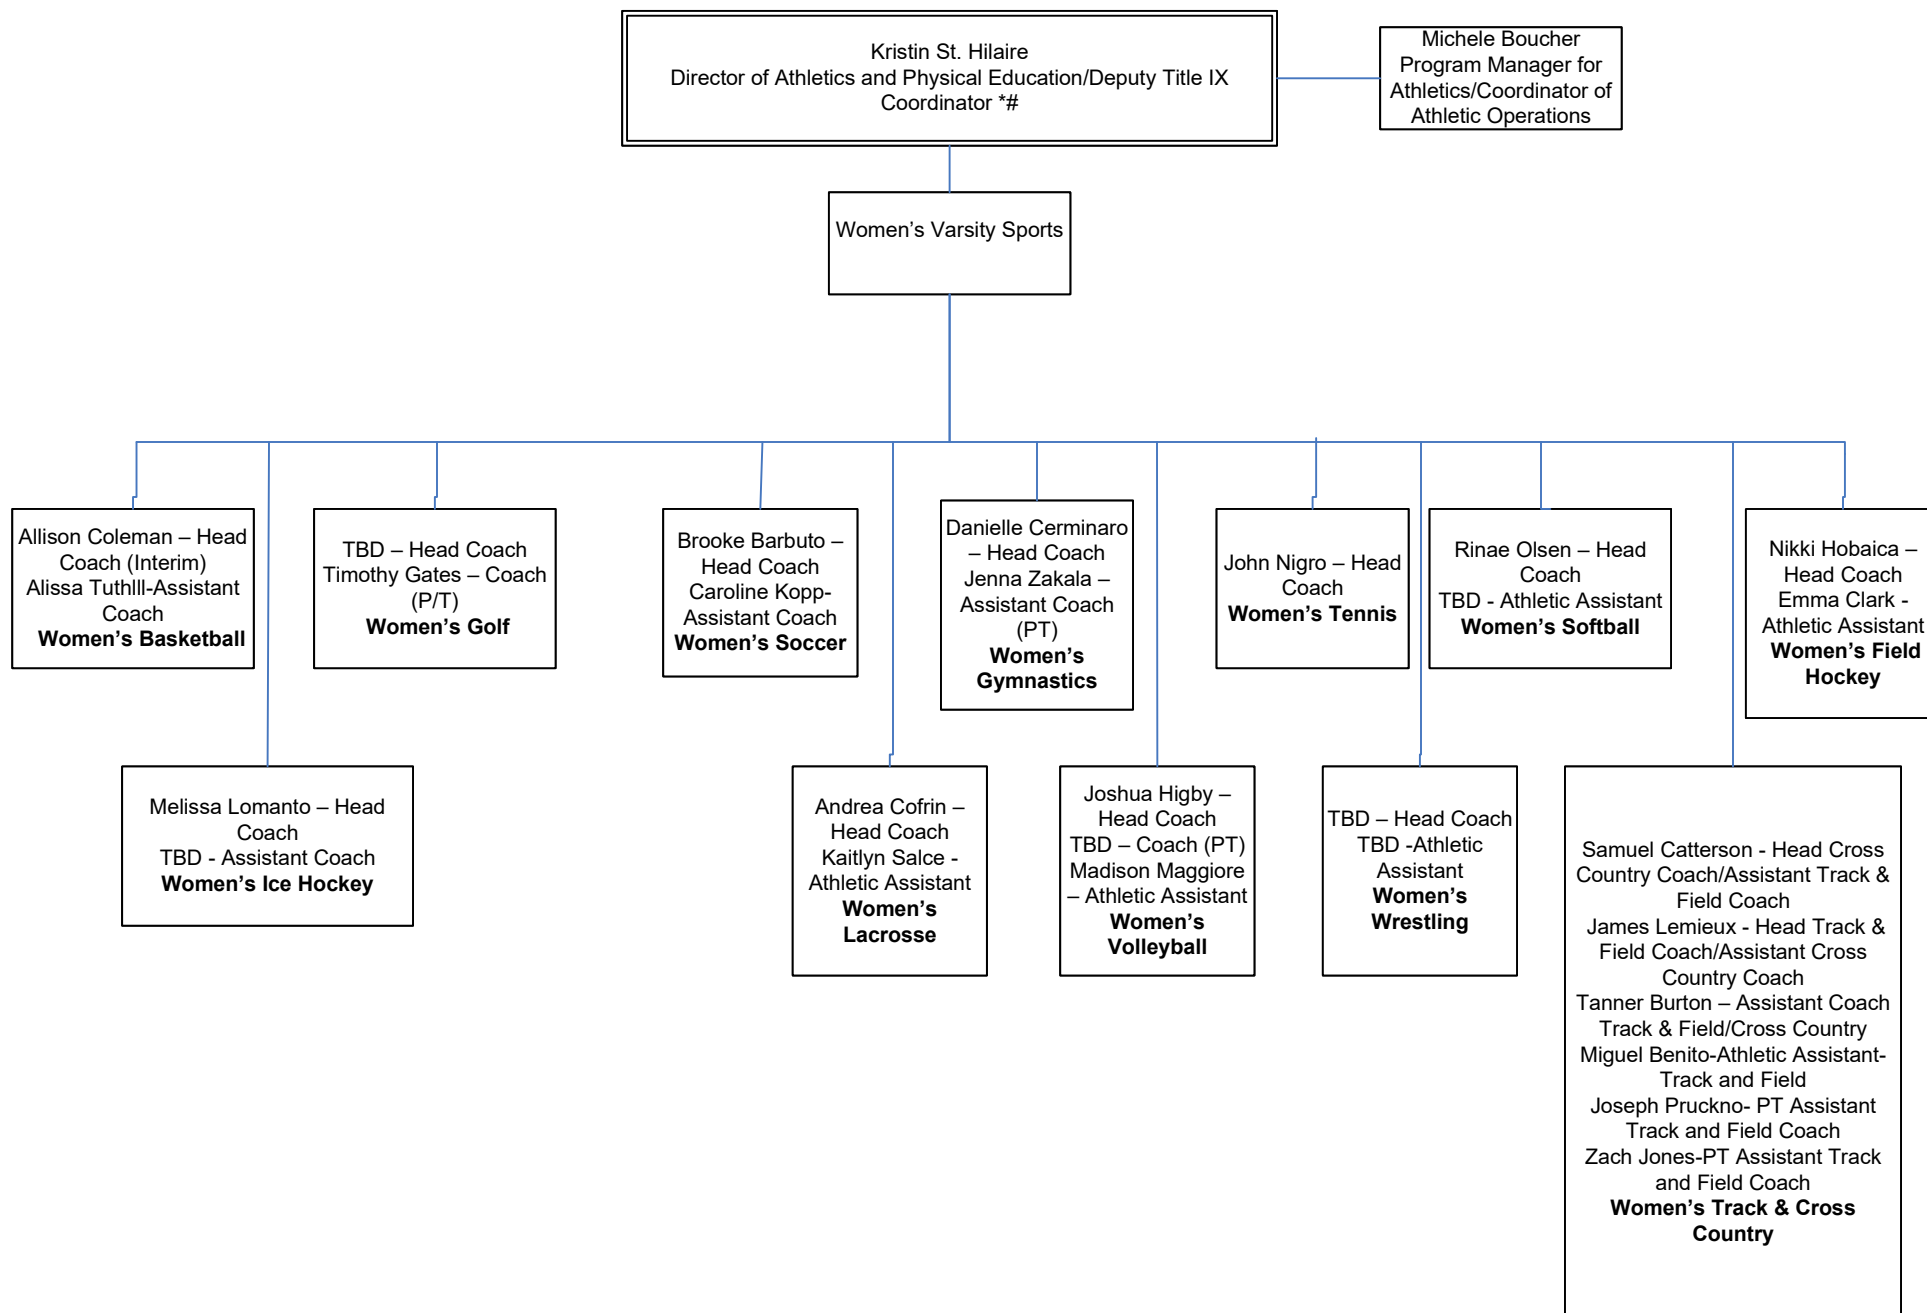 Kristin St. Hilaire
Director of Athletics and Physical Education/Deputy Title IX
Coordinator *#
Michele Boucher
Program Manager for
Athletics/Coordinator of
Athletic Operations
Women’s Varsity Sports
Allison Coleman – Head
Coach (Interim)
Alissa Tuthlll-Assistant
Coach
Women’s Basketball
TBD – Head Coach
Timothy Gates – Coach
(P/T)
Women’s Golf
Brooke Barbuto –
Head Coach
Caroline Kopp-
Assistant Coach
Women’s Soccer
Danielle Cerminaro
– Head Coach
Jenna Zakala –
Assistant Coach
(PT)
Women’s
Gymnastics
John Nigro – Head
Coach
Women’s Tennis
Rinae Olsen – Head
Coach
TBD - Athletic Assistant
Women’s Softball
Nikki Hobaica –
Head Coach
Emma Clark -
Athletic Assistant
Women’s Field
Hockey
Melissa Lomanto – Head
Coach
TBD - Assistant Coach
Women’s Ice Hockey
Andrea Cofrin –
Head Coach
Kaitlyn Salce -
Athletic Assistant
Women’s
Lacrosse
Joshua Higby –
Head Coach
TBD – Coach (PT)
Madison Maggiore
– Athletic Assistant
Women’s
Volleyball
TBD – Head Coach
TBD -Athletic
Assistant
Women’s
Wrestling
Samuel Catterson - Head Cross
Country Coach/Assistant Track &
Field Coach
James Lemieux - Head Track &
Field Coach/Assistant Cross
Country Coach
Tanner Burton – Assistant Coach
Track & Field/Cross Country
Miguel Benito-Athletic Assistant-
Track and Field
Joseph Pruckno- PT Assistant
Track and Field Coach
Zach Jones-PT Assistant Track
and Field Coach
Women’s Track & Cross
Country